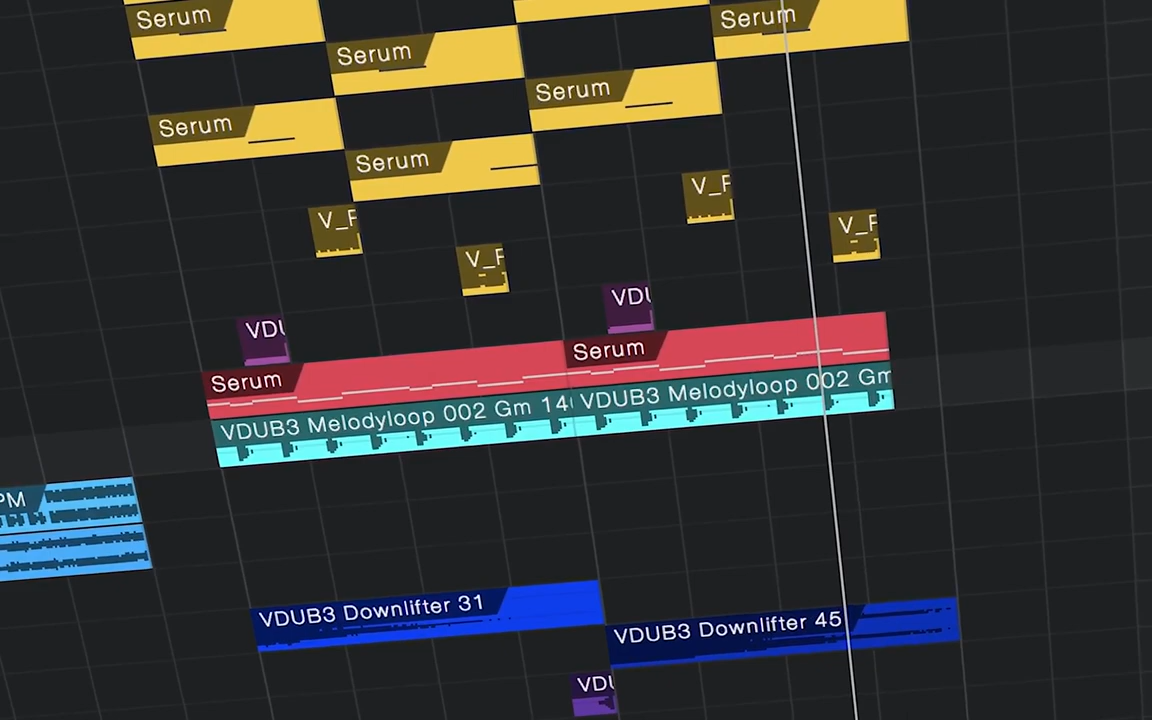 Serum
Serum
Serum
Serum
Serum
Serum
V_F
V_F
V_F
V_F
VDU
VDU
Serum
Serum
VDUB3 Melodyloop 002 Gm 14
VDUB3 Melodyloop 002 Gm
PM
VDUB3 Downlifter 31
VDUB3 Downlifter 45
VDU